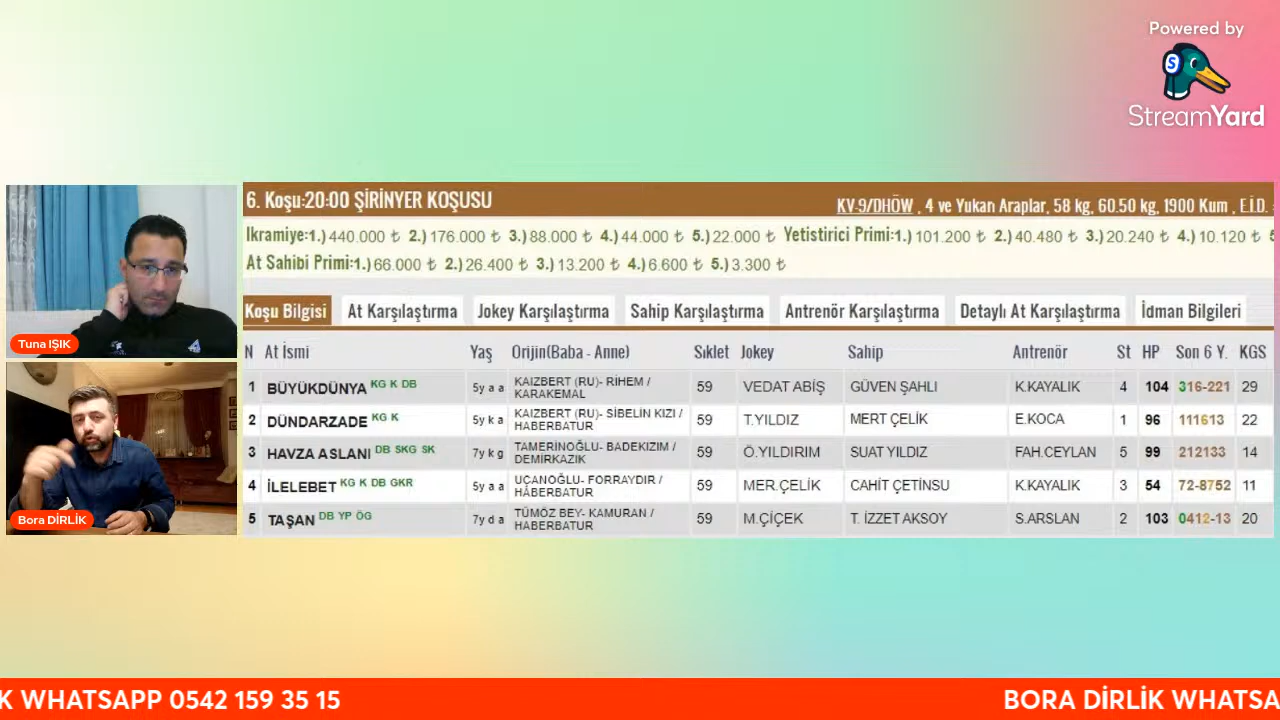 Powered by
S
StreamYard
6. Koşu:20:00 ŞİRİNYER KOŞUSU
KV-9/DHÖW , 4 ve Yukarı Araplar, 58 kg, 60.50 kg, 1900 Kum , E.İ.D. :
İkramiye:1.) 440.000 ₺ 2.) 176.000 ₺ 3.) 88.000 ₺ 4.) 44.000 ₺ 5.) 22.000 ₺ Yetistirici Primi:1.) 101.200 ₺ 2.) 40.480 ₺ 3.) 20.240 ₺ 4.) 10.120 ₺ 5
At Sahibi Primi:1.) 66.000 ₺ 2.) 26.400 ₺ 3.) 13.200 ₺ 4.) 6.600 ₺ 5.) 3.300 ₺
Koşu Bilgisi At Karşılaştırma Jokey Karşılaştırma Sahip Karşılaştırma Antrenör Karşılaştırma Detaylı At Karşılaştırma İdman Bilgileri
N At İsmi Yaş Orijin(Baba - Anne) Sıklet Jokey Sahip Antrenör St HP Son 6 Y. KGS
1 BÜYÜKDÜNYA KG K DB 5y a a KAIZBERT (RU)- RİHEM / KARAKEMAL 59 VEDAT ABİŞ GÜVEN ŞAHLI K.KAYALIK 4 104 316-221 29
2 DÜNDARZADE KG K 5y k a KAIZBERT (RU)- SİBELİN KIZI / HABERBATUR 59 T.YILDIZ MERT ÇELİK E.KOCA 1 96 111613 22
3 HAVZA ASLANI DB SKG SK 7y k g TAMERİNOĞLU- BADEKIZIM / DEMİRKAZIK 59 Ö.YILDIRIM SUAT YILDIZ FAH.CEYLAN 5 99 212133 14
4 İLELEBET KG K DB GKR 5y a a UÇANOĞLU- FORRAYDIR / HABERBATUR 59 MER.ÇELİK CAHİT ÇETİNSU K.KAYALIK 3 54 72-8752 11
5 TAŞAN DB YP ÖG 7y d a TÜMÖZ BEY- KAMURAN / HABERBATUR 59 M.ÇİÇEK T. İZZET AKSOY S.ARSLAN 2 103 0412-13 20
Tuna IŞIK
Bora DİRLİK
K WHATSAPP 0542 159 35 15
BORA DİRLİK WHATSA